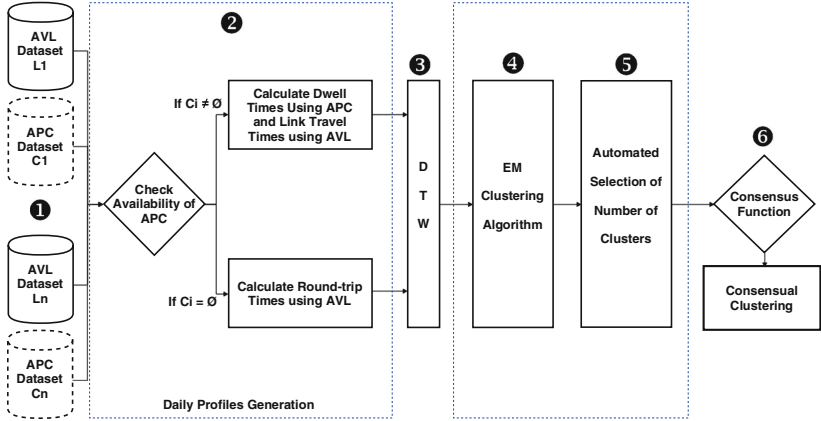 AVL
Dataset
L1
APC
Dataset
C1
❶
AVL
Dataset
Ln
APC
Dataset
Cn
❷
Check
Availability of
APC
If Ci ≠ Ø
Calculate Dwell
Times Using APC
and Link Travel
Times using AVL
If Ci = Ø
Calculate Round-trip
Times using AVL
Daily Profiles Generation
❸
D
T
W
❹
EM
Clustering
Algorithm
❺
Automated
Selection of
Number of
Clusters
❻
Consensus
Function
Consensual
Clustering